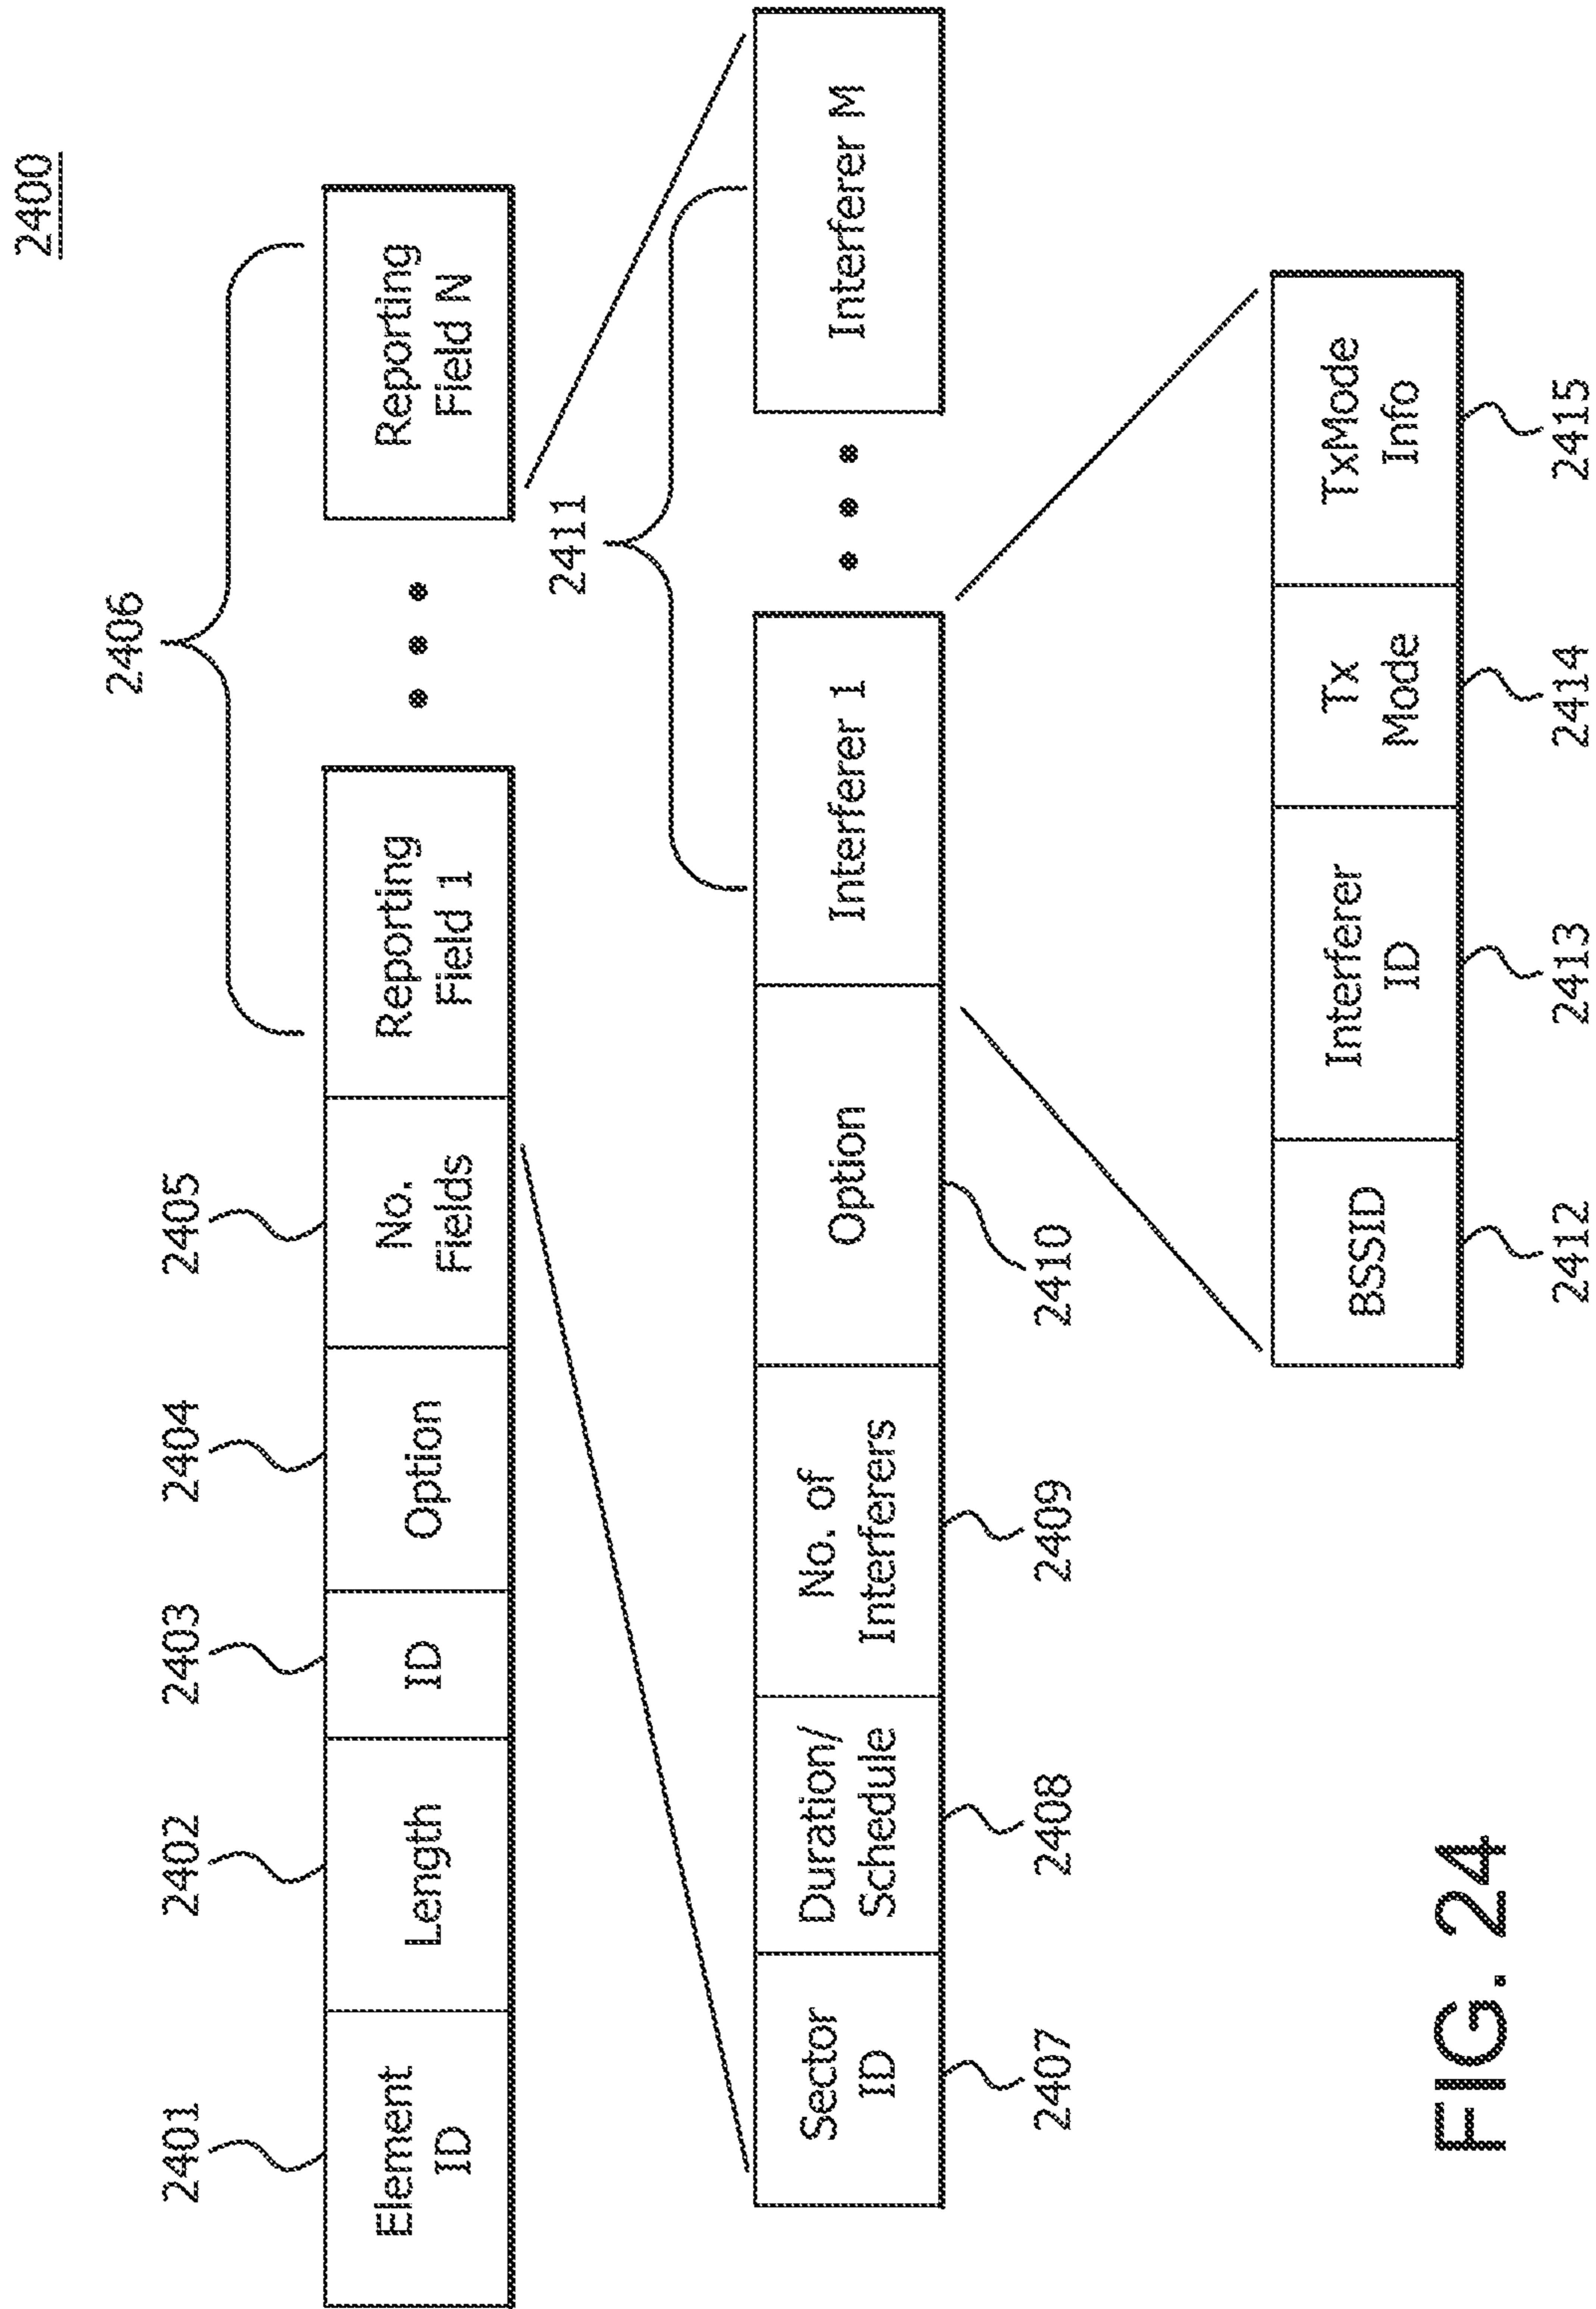 2400
2406
2401
2402
2403
2404
2405
Element
ID
Length
ID
Option
No.
Fields
Reporting
Field 1
• • •
Reporting
Field N
2411
Sector
ID
Duration/
Schedule
No. of
Interferers
Option
Interferer 1
• • •
Interferer M
2407
2408
2409
2410
BSSID
Interferer
ID
Tx
Mode
TxMode
Info
2412
2413
2414
2415
FIG. 24